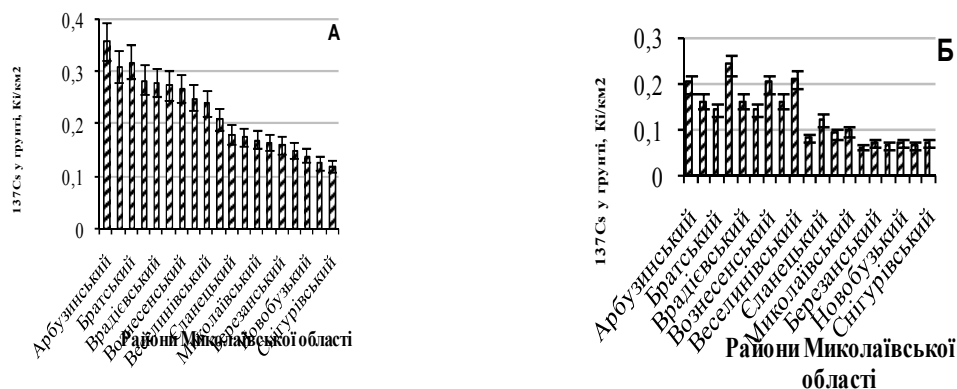 А
0,4
0,3
0,2
0,1
0
137Cs у грунті, Кі/км2
Арбузинський
Братський
Врадієвський
Вознесенський
Веселинівський
Єланецький
Миколаївський
Березанський
Новобузький
Снігурівський
Райони Миколаївської області
Б
0,3
0,2
0,1
0
137Cs у грунті, Кі/км2
Арбузинський
Братський
Врадієвський
Вознесенський
Веселинівський
Єланецький
Миколаївський
Березанський
Новобузький
Снігурівський
Райони Миколаївської
області